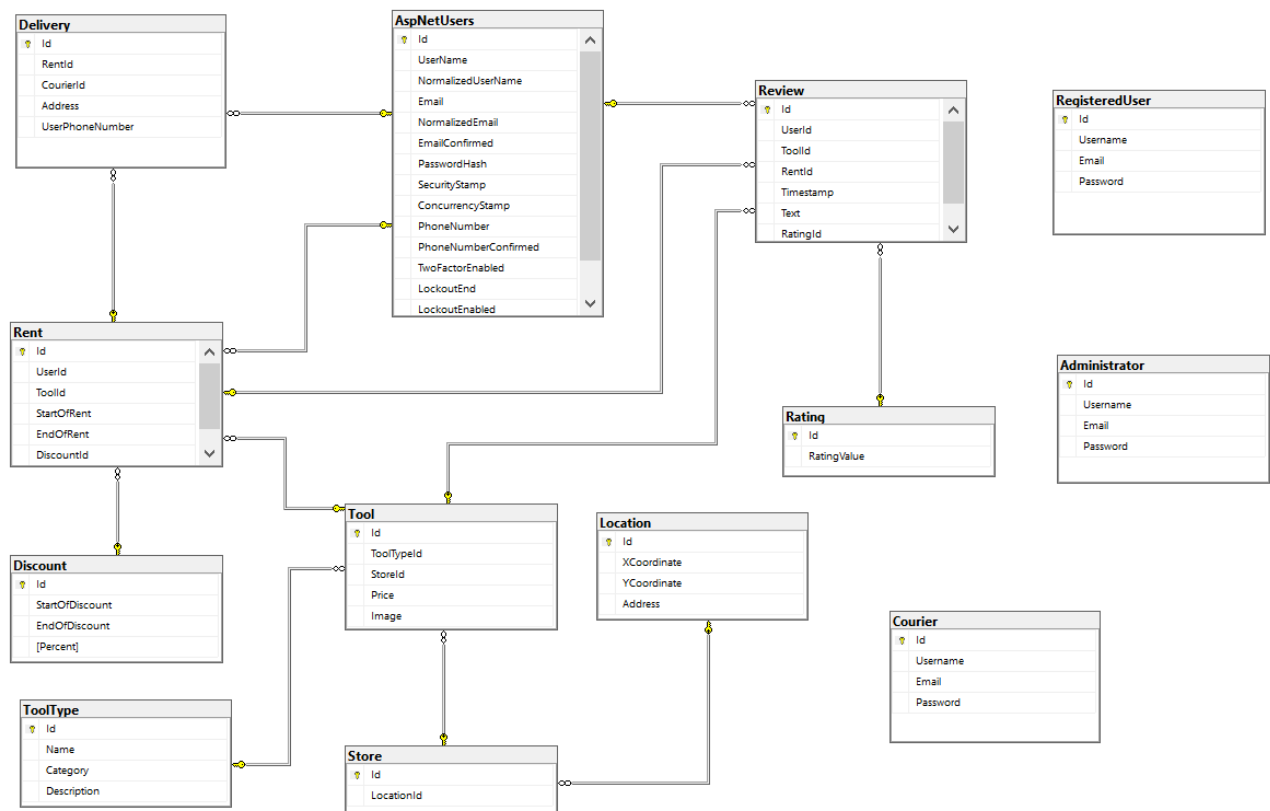 Delivery
Id
RentId
CourierId
Address
UserPhoneNumber
AspNetUsers
Id
UserName
NormalizedUserName
Email
NormalizedEmail
EmailConfirmed
PasswordHash
SecurityStamp
ConcurrencyStamp
PhoneNumber
PhoneNumberConfirmed
TwoFactorEnabled
LockoutEnd
LockoutEnabled
Review
Id
UserId
ToolId
RentId
Timestamp
Text
RatingId
RegisteredUser
Id
Username
Email
Password
Rent
Id
UserId
ToolId
StartOfRent
EndOfRent
DiscountId
Administrator
Id
Username
Email
Password
Rating
Id
RatingValue
Tool
Id
ToolTypeId
StoreId
Price
Image
Location
Id
XCoordinate
YCoordinate
Address
Discount
Id
StartOfDiscount
EndOfDiscount
[Percent]
Courier
Id
Username
Email
Password
ToolType
Id
Name
Category
Description
Store
Id
LocationId